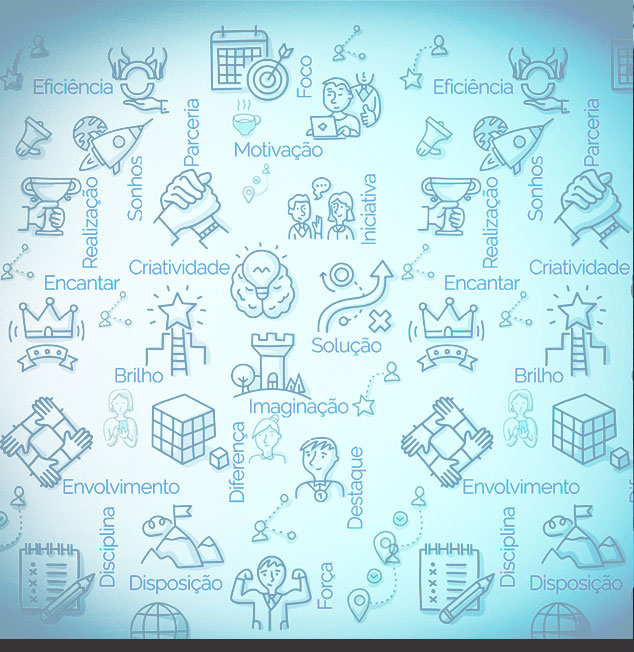 Eficiência
Foco
Eficiência
Parceria
Parceria
Motivação
Sonhos
Sonhos
Realização
Iniciativa
Realização
Criatividade
Criatividade
Encantar
Encantar
Solução
Brilho
Brilho
Imaginação
Diferença
Destaque
Envolvimento
Envolvimento
Disciplina
Disciplina
Disposição
Força
Disposição